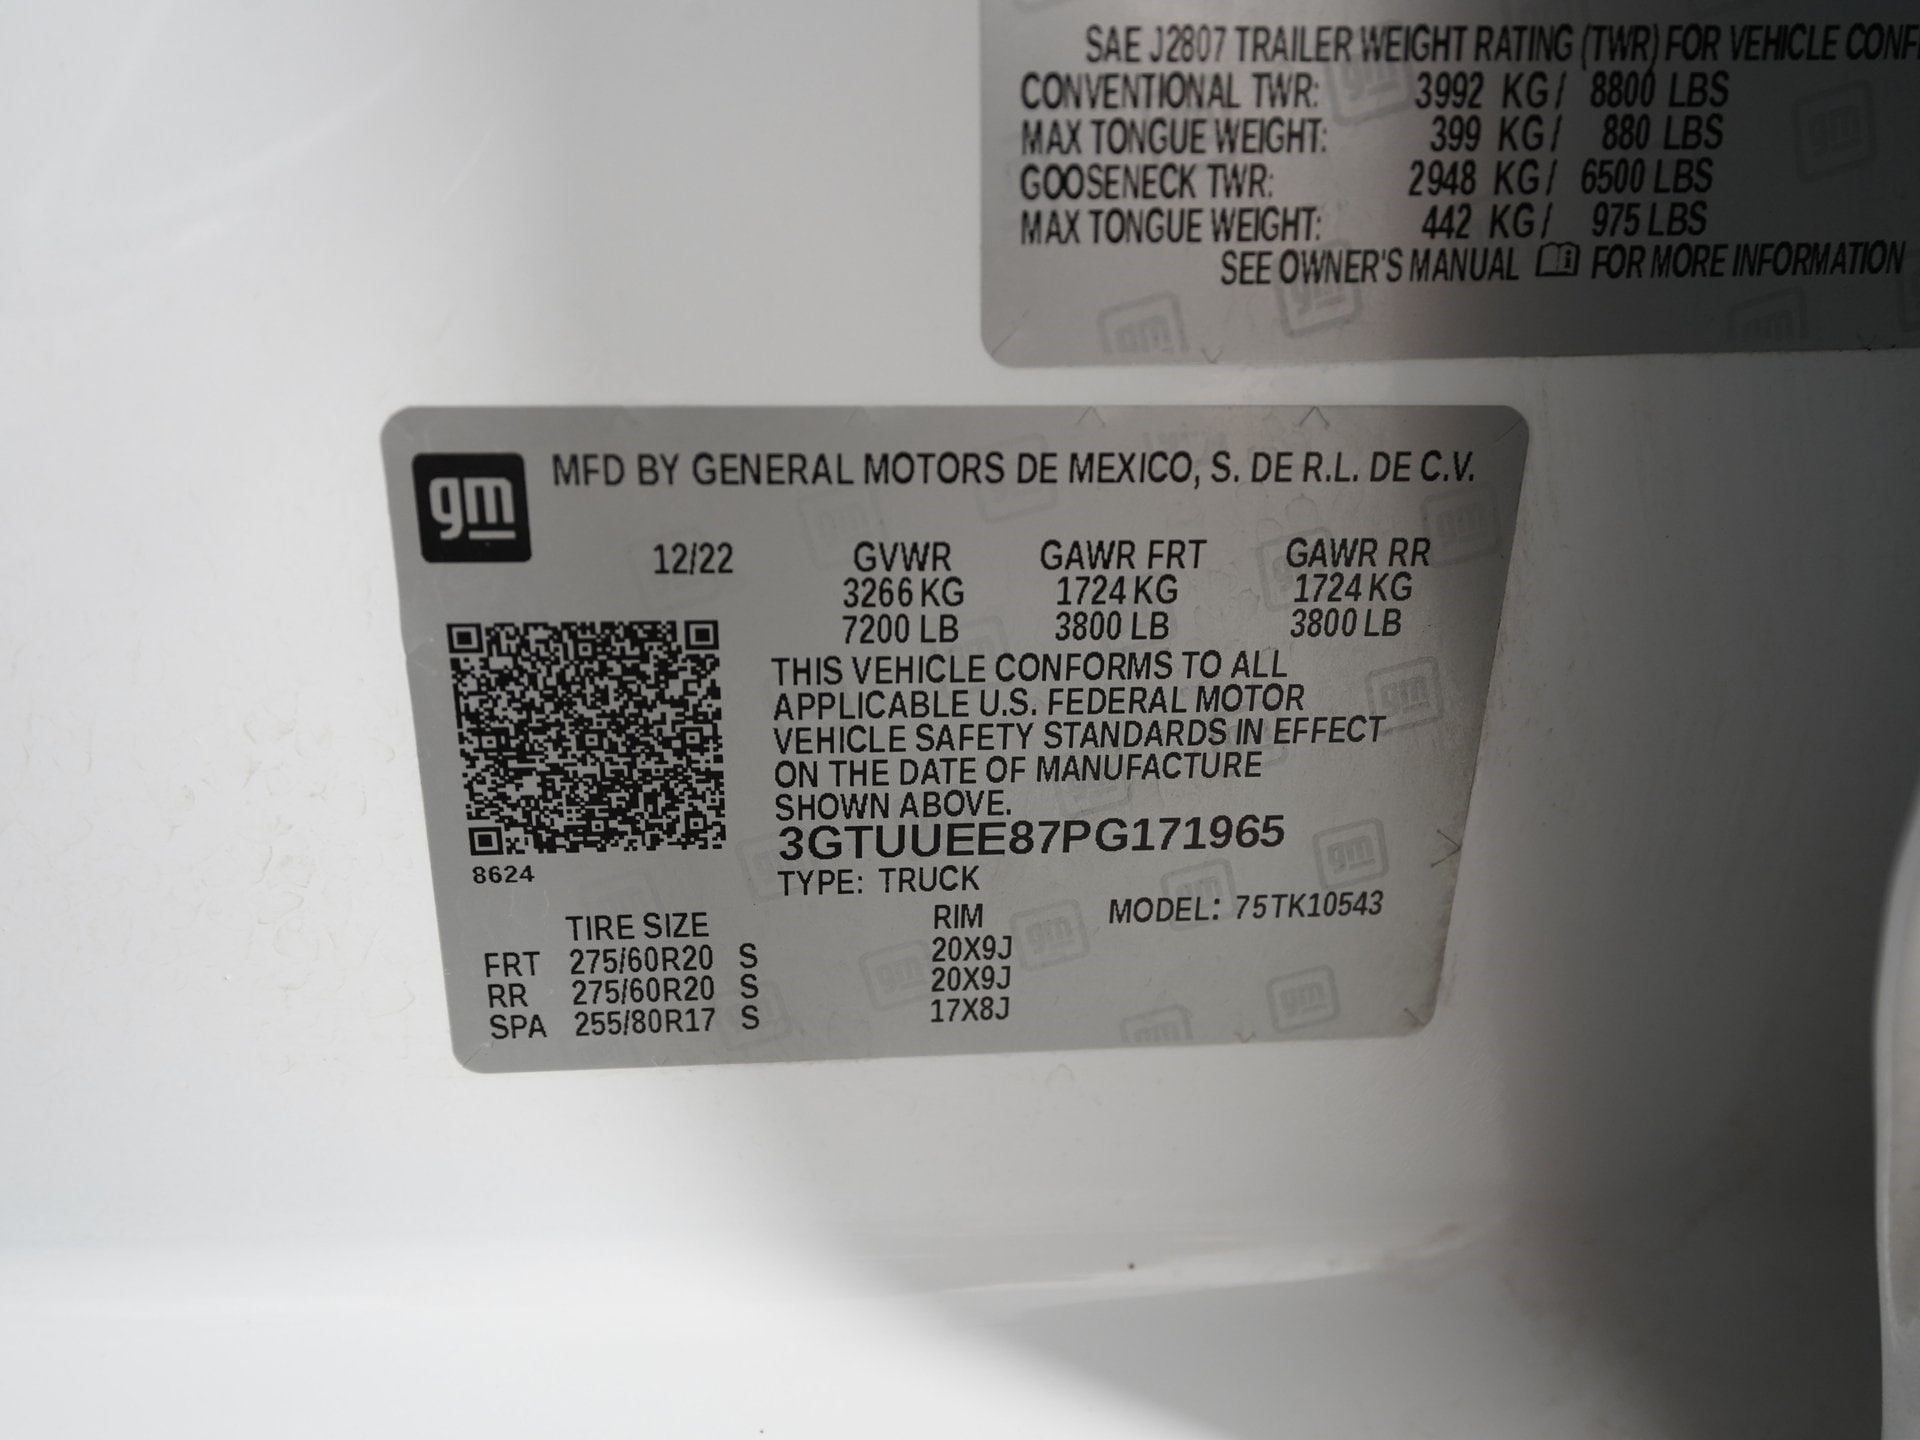 SAE J2807 TRAILER WEIGHT RATING (TWR) FOR VEHICLE CONF
CONVENTIONAL TWR: 3992 KG/ 8800 LBS
MAX TONGUE WEIGHT: 399 KG/ 880 LBS
GOOSENECK TWR: 2948 KG/ 6500 LBS
MAX TONGUE WEIGHT: 442 KG/ 975 LBS
SEE OWNER'S MANUAL FOR MORE INFORMATION
gm MFD BY GENERAL MOTORS DE MEXICO, S. DE R.L. DE C.V.
12/22 GVWR GAWR FRT GAWR RR
3266 KG 1724 KG 1724 KG
7200 LB 3800 LB 3800 LB
THIS VEHICLE CONFORMS TO ALL
APPLICABLE U.S. FEDERAL MOTOR
VEHICLE SAFETY STANDARDS IN EFFECT
ON THE DATE OF MANUFACTURE
SHOWN ABOVE.
3GTUUEE87PG171965
8624
TYPE: TRUCK
TIRE SIZE RIM MODEL: 75TK10543
FRT 275/60R20 S 20X9J
RR 275/60R20 S 20X9J
SPA 255/80R17 S 17X8J